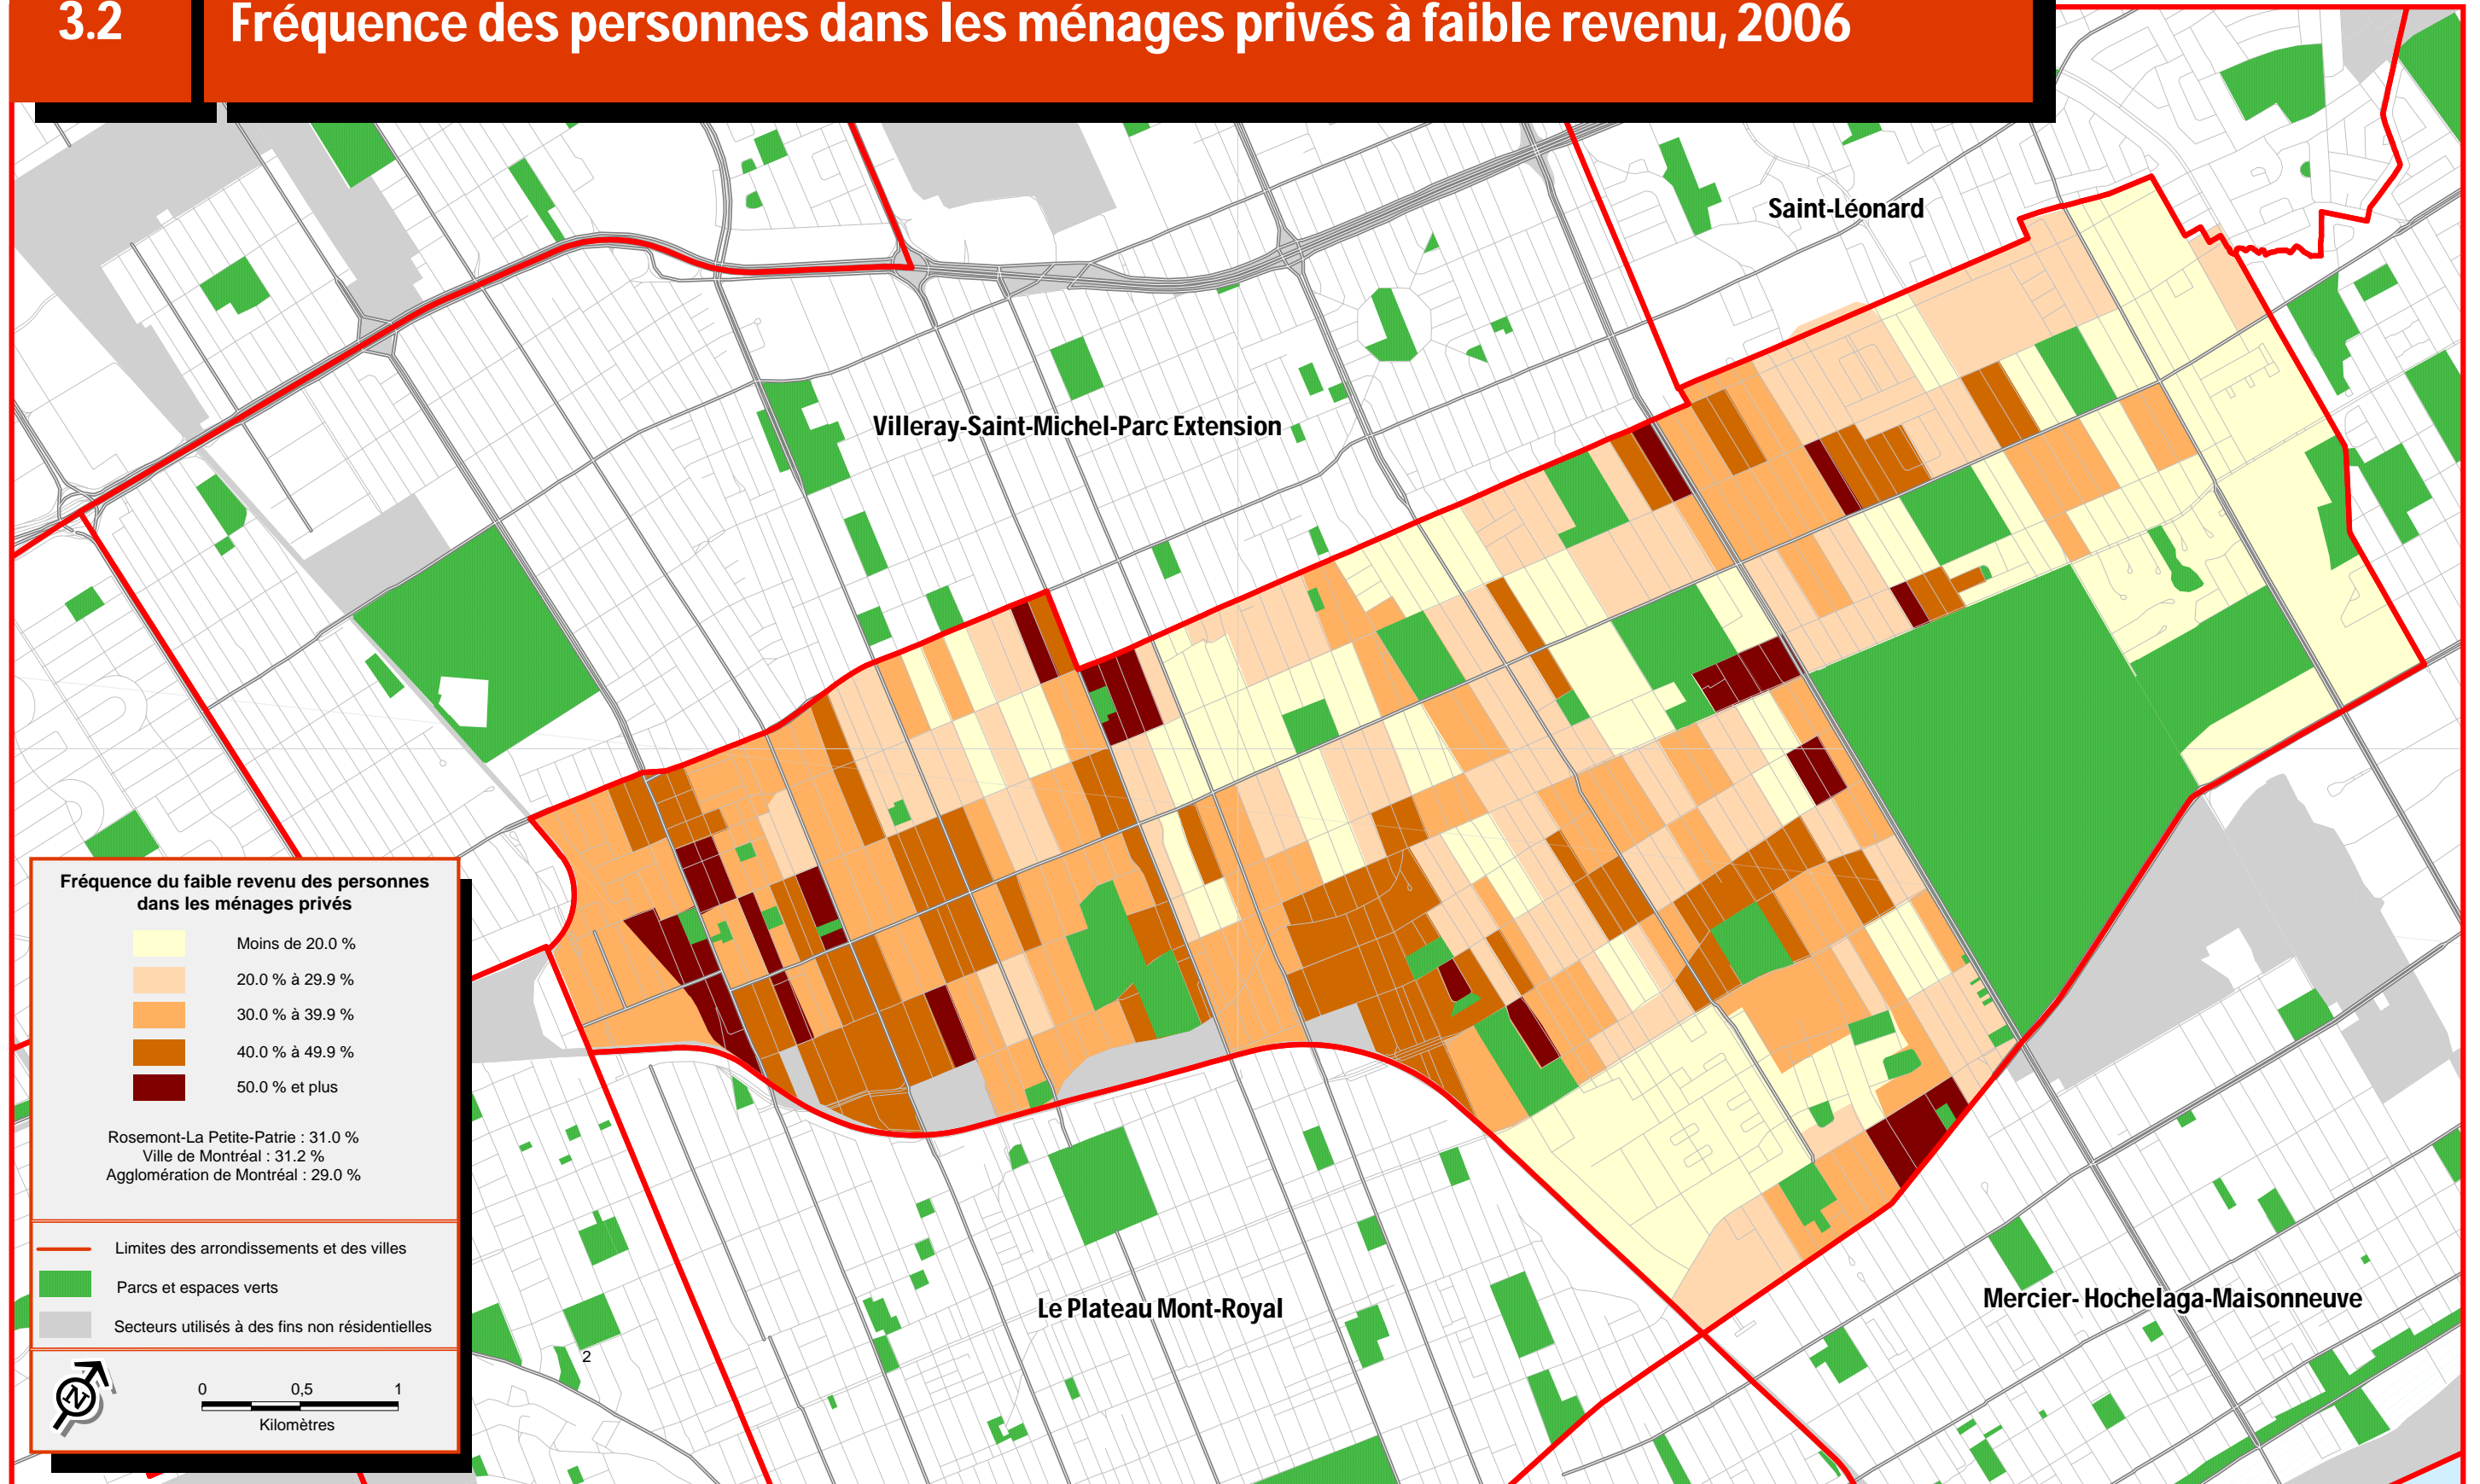 3.2
Fréquence des personnes dans les ménages privés à faible revenu, 2006
Saint-Léonard
Villeray-Saint-Michel-Parc Extension
Fréquence du faible revenu des personnes
dans les ménages privés
Moins de 20.0 %
20.0 % à 29.9 %
30.0 % à 39.9 %
40.0 % à 49.9 %
50.0 % et plus
Rosemont-La Petite-Patrie : 31.0 %
Ville de Montréal : 31.2 %
Agglomération de Montréal : 29.0 %
Limites des arrondissements et des villes
Parcs et espaces verts
Secteurs utilisés à des fins non résidentielles
N
0 0,5 1
Kilomètres
2
Le Plateau Mont-Royal
Mercier- Hochelaga-Maisonneuve